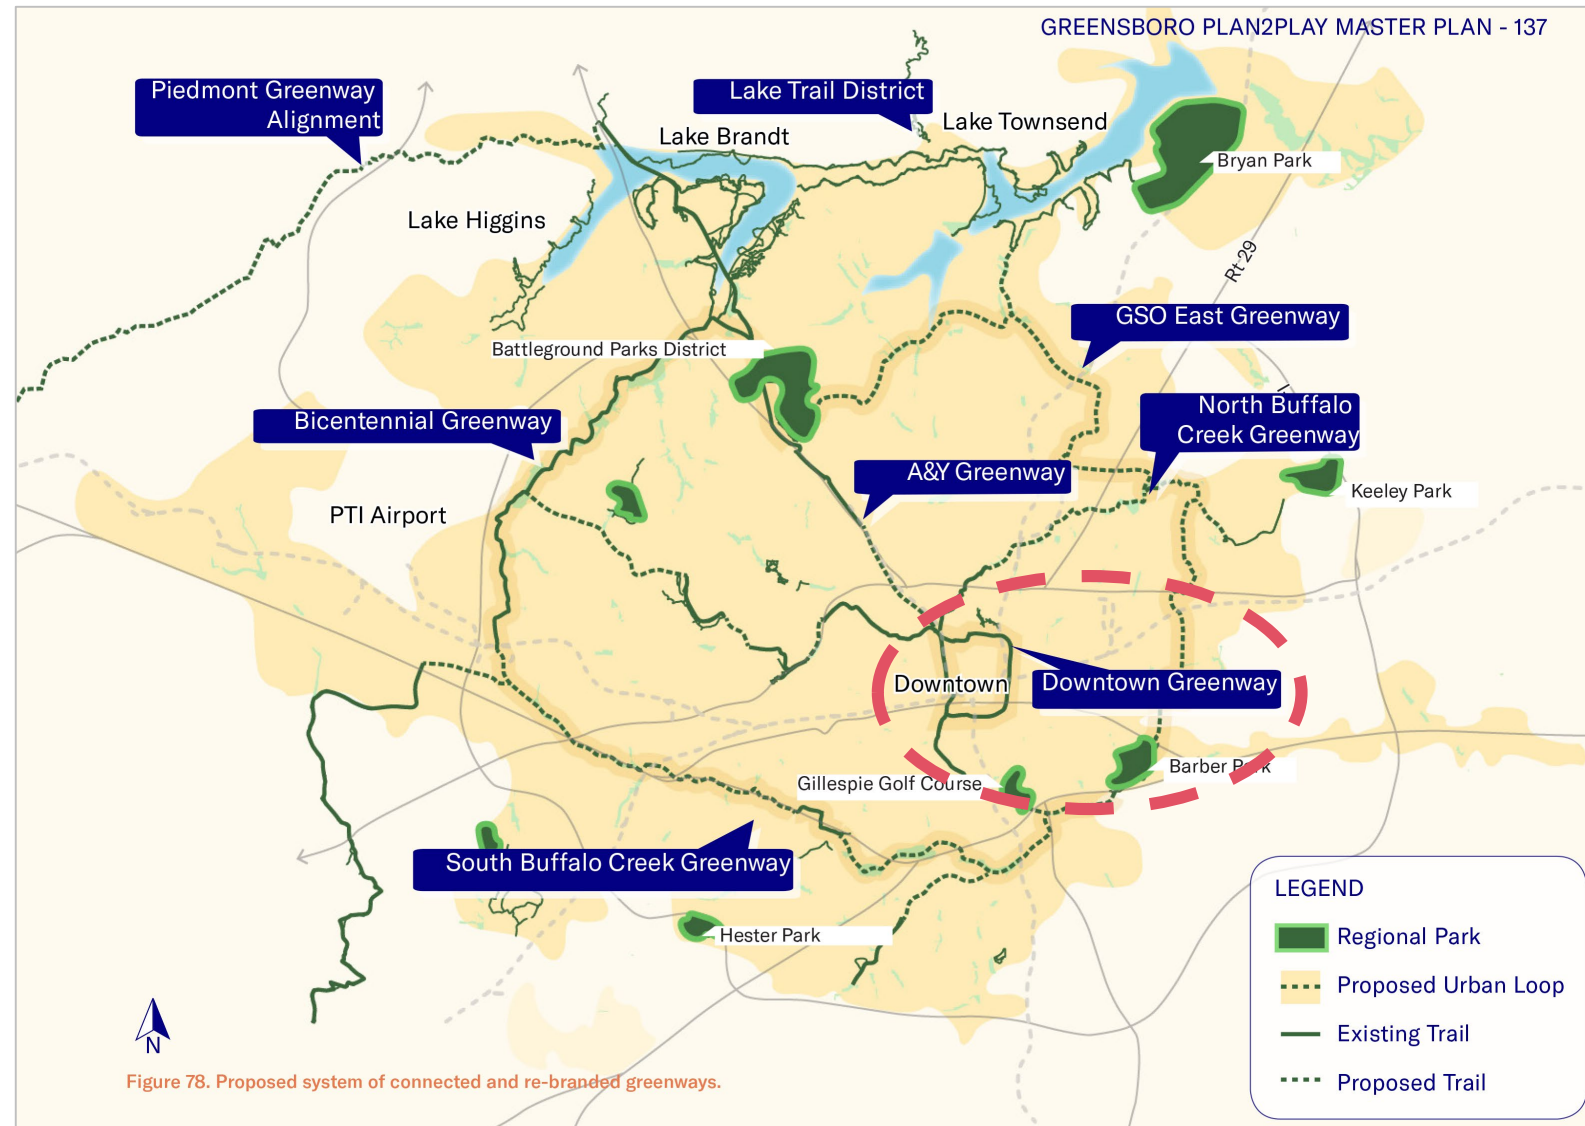 GREENSBORO PLAN2PLAY MASTER PLAN - 137
Piedmont Greenway
Alignment
Lake Trail District
Lake Brandt
Lake Townsend
Bryan Park
Lake Higgins
Rt 29
GSO East Greenway
Battleground Parks District
Bicentennial Greenway
North Buffalo
Creek Greenway
A&Y Greenway
Keeley Park
PTI Airport
Downtown
Downtown Greenway
Gillespie Golf Course
Barber Park
South Buffalo Creek Greenway
Hester Park
LEGEND
Regional Park
Proposed Urban Loop
Existing Trail
Proposed Trail
N
Figure 78. Proposed system of connected and re-branded greenways.